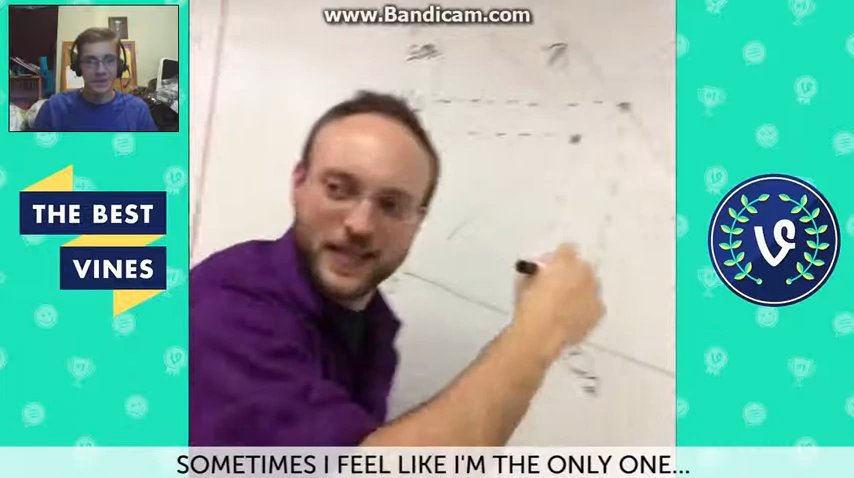 www.Bandicam.com
THE BEST
VINES
SOMETIMES I FEEL LIKE I'M THE ONLY ONE...